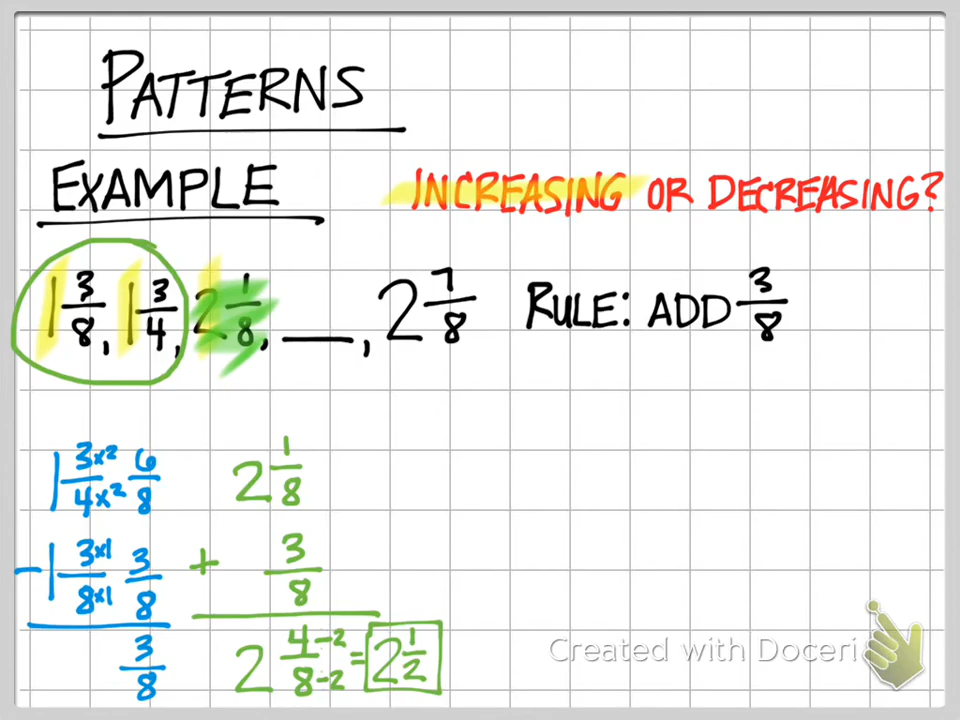 PATTERNS
EXAMPLE INCREASING OR DECREASING?
1 3/8, 1 3/4, 2 1/8, ___, 2 7/8 RULE: ADD 3/8
1 3x2/4x2 6/8
- 1 3x1/8x1 3/8
3/8
2 1/8
+ 3/8
2 4-2/8-2 = 2 1/2
Created with Doceri